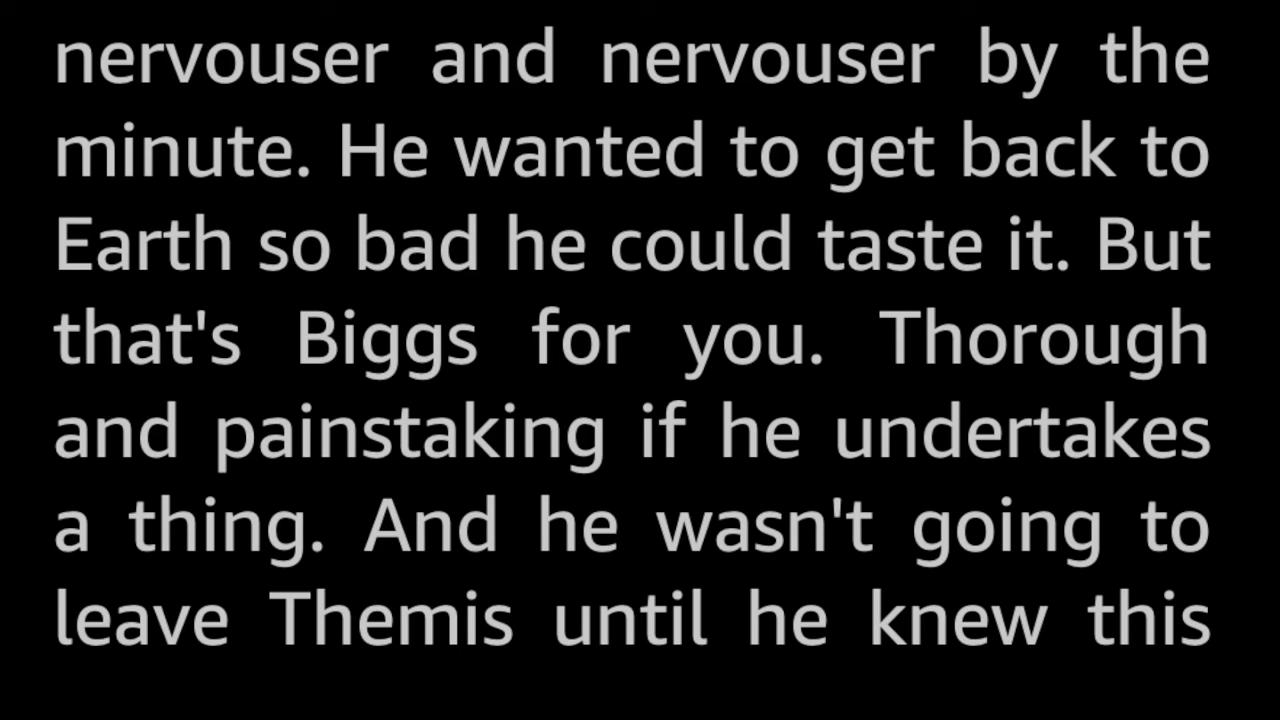 nervouser and nervouser by the
minute. He wanted to get back to
Earth so bad he could taste it. But
that's Biggs for you. Thorough
and painstaking if he undertakes
a thing. And he wasn't going to
leave Themis until he knew this